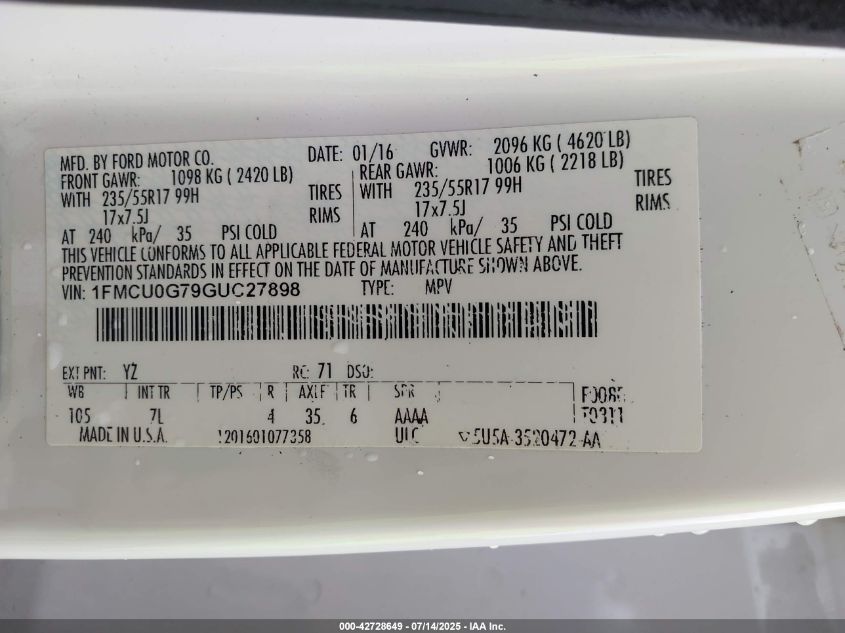 MFD. BY FORD MOTOR CO. DATE: 01/16 GVWR: 2096 KG ( 4620 LB)
FRONT GAWR: 1098 KG ( 2420 LB) REAR GAWR: 1006 KG ( 2218 LB)
WITH 235/55R17 99H TIRES WITH 235/55R17 99H TIRES
17x7.5J RIMS 17x7.5J RIMS
AT 240 kPa/ 35 PSI COLD AT 240 kPa/ 35 PSI COLD
THIS VEHICLE CONFORMS TO ALL APPLICABLE FEDERAL MOTOR VEHICLE SAFETY AND THEFT
PREVENTION STANDARDS IN EFFECT ON THE DATE OF MANUFACTURE SHOWN ABOVE.
VIN: 1FMCU0G79GUC27898 TYPE: MPV
EXT PNT: YZ RC: 71 DSO:
WB INT TR TP/PS R AXLE TR SPR
105 7L 4 35 6 AAAA
MADE IN U.S.A. 1201601077358 5U5A-3520472-AA
000-42728649 - 07/14/2025 - IAA Inc.